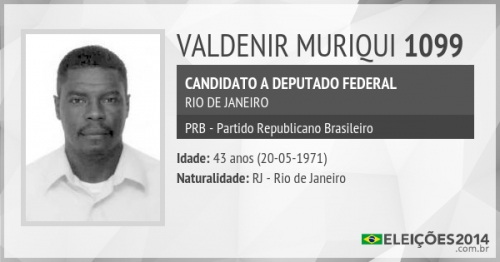 VALDENIR MURIQUI 1099
CANDIDATO A DEPUTADO FEDERAL
RIO DE JANEIRO
PRB - Partido Republicano Brasileiro
Idade: 43 anos (20-05-1971)
Naturalidade: RJ - Rio de Janeiro
ELEIÇÕES2014
.com.br